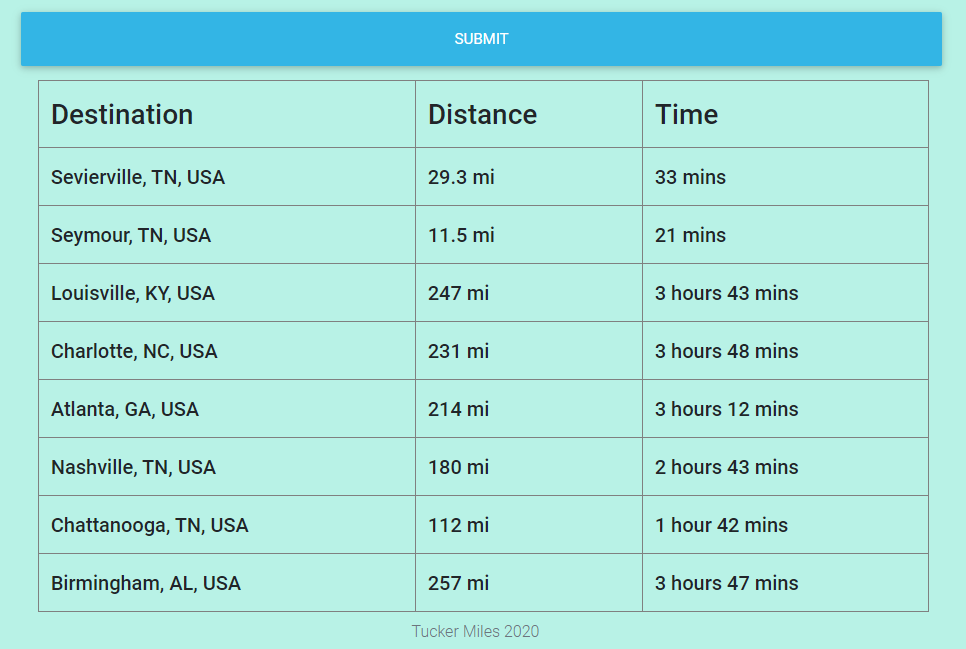 SUBMIT
Destination Distance Time
Sevierville, TN, USA 29.3 mi 33 mins
Seymour, TN, USA 11.5 mi 21 mins
Louisville, KY, USA 247 mi 3 hours 43 mins
Charlotte, NC, USA 231 mi 3 hours 48 mins
Atlanta, GA, USA 214 mi 3 hours 12 mins
Nashville, TN, USA 180 mi 2 hours 43 mins
Chattanooga, TN, USA 112 mi 1 hour 42 mins
Birmingham, AL, USA 257 mi 3 hours 47 mins
Tucker Miles 2020